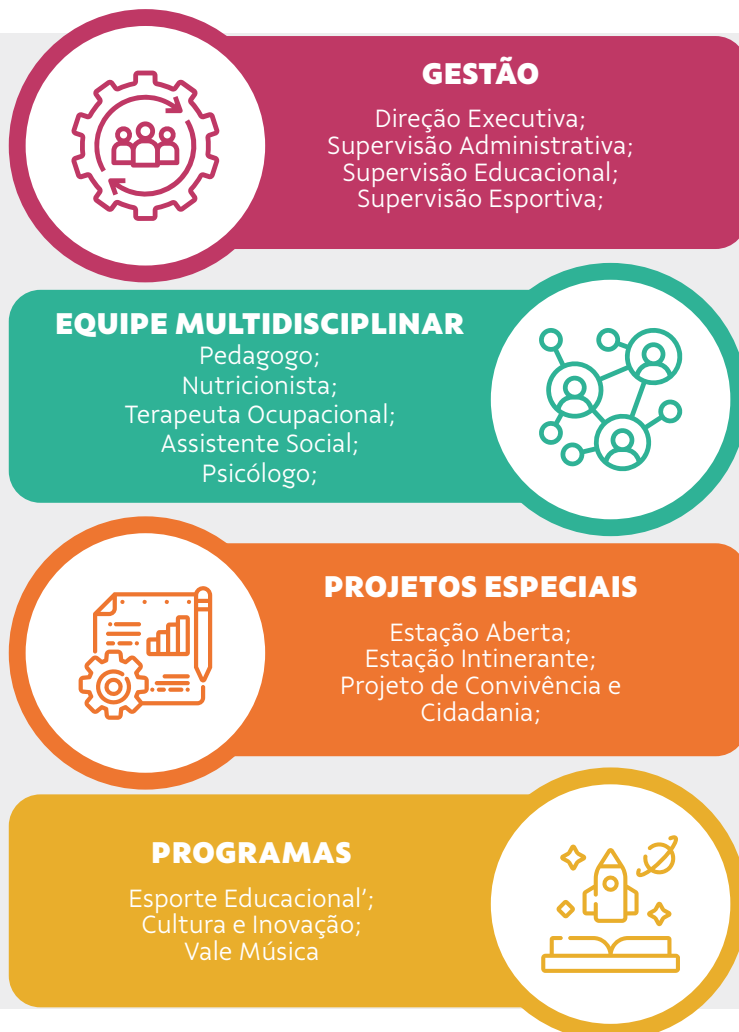 GESTÃO
Direção Executiva;
Supervisão Administrativa;
Supervisão Educacional;
Supervisão Esportiva;
EQUIPE MULTIDISCIPLINAR
Pedagogo;
Nutricionista;
Terapeuta Ocupacional;
Assistente Social;
Psicólogo;
PROJETOS ESPECIAIS
Estação Aberta;
Estação Intinerante;
Projeto de Convivência e
Cidadania;
PROGRAMAS
Esporte Educacional’;
Cultura e Inovação;
Vale Música